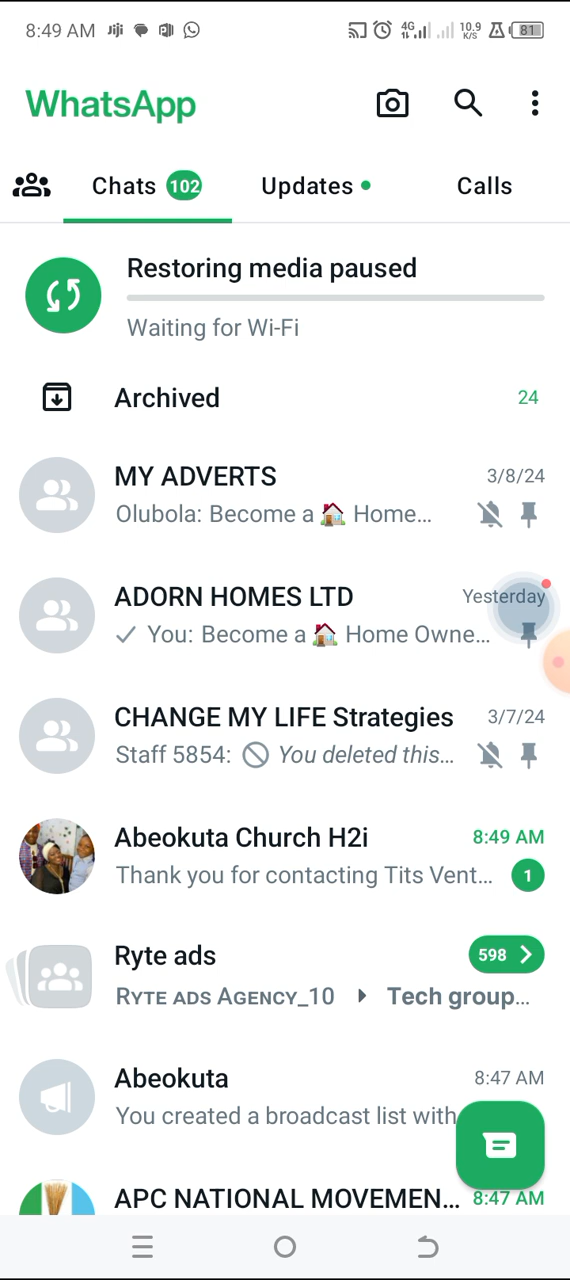 8:49 AM Jiji 4G 10.9 K/S 81
WhatsApp
Chats 102 Updates Calls
Restoring media paused
Waiting for Wi-Fi
Archived 24
MY ADVERTS 3/8/24
Olubola: Become a 🏠 Home...
ADORN HOMES LTD Yesterday
You: Become a 🏠 Home Owne...
CHANGE MY LIFE Strategies 3/7/24
Staff 5854: 🚫 You deleted this...
Abeokuta Church H2i 8:49 AM
Thank you for contacting Tits Vent... 1
Ryte ads 598
Ryte ads Agency_10 Tech group...
Abeokuta 8:47 AM
You created a broadcast list with
APC NATIONAL MOVEMEN... 8:47 AM